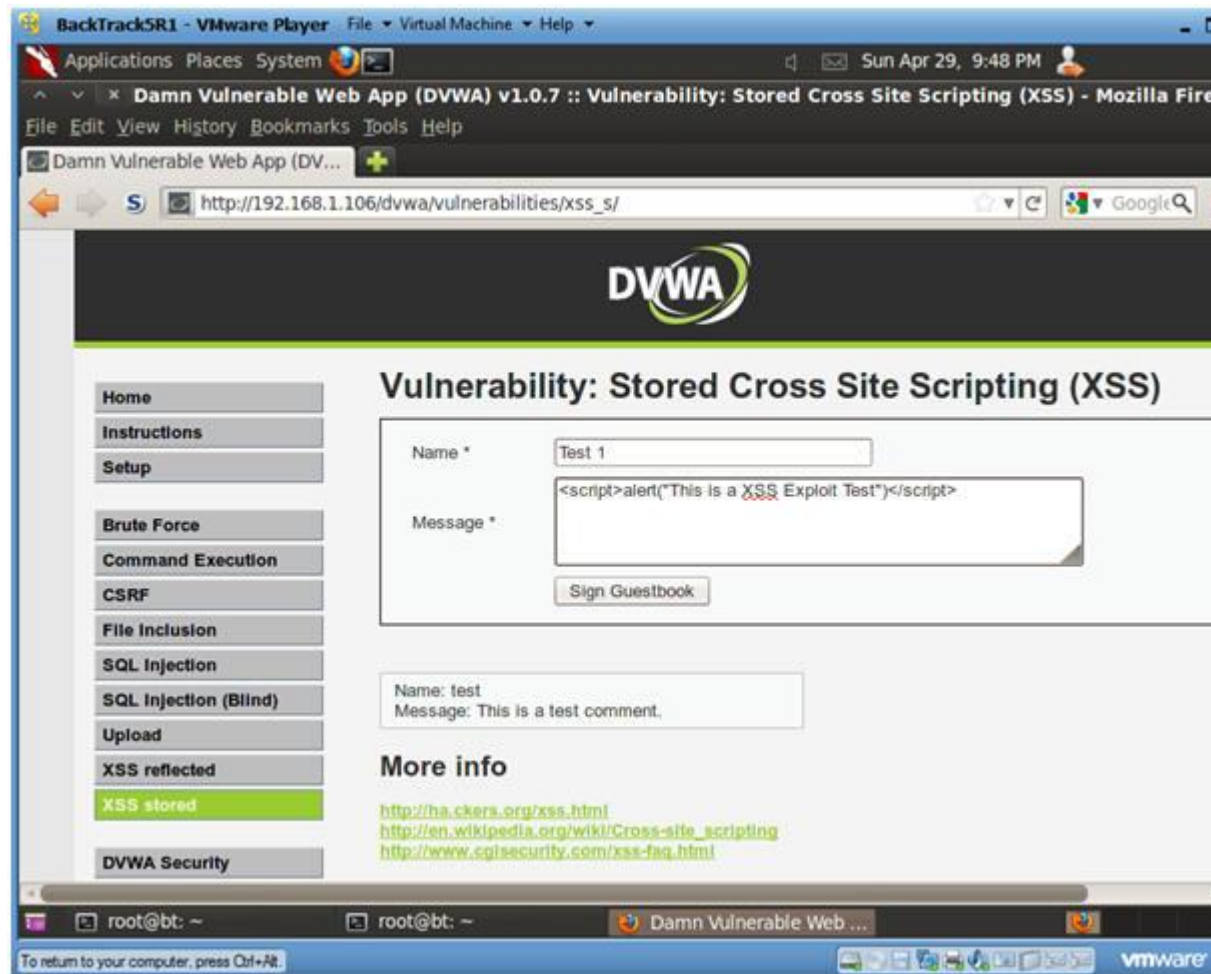 BackTrack5R1 - VMware Player File Virtual Machine Help
Applications Places System Sun Apr 29, 9:48 PM
Damn Vulnerable Web App (DVWA) v1.0.7 :: Vulnerability: Stored Cross Site Scripting (XSS) - Mozilla Fire
File Edit View History Bookmarks Tools Help
Damn Vulnerable Web App (DV...
http://192.168.1.106/dvwa/vulnerabilities/xss_s/ Google
DVWA
Home
Instructions
Setup
Brute Force
Command Execution
CSRF
File Inclusion
SQL Injection
SQL Injection (Blind)
Upload
XSS reflected
XSS stored
DVWA Security
Vulnerability: Stored Cross Site Scripting (XSS)
Name * Test 1
Message * <script>alert("This is a XSS Exploit Test")</script>
Sign Guestbook
Name: test
Message: This is a test comment.
More info
http://ha.ckers.org/xss.html
http://en.wikipedia.org/wiki/Cross-site_scripting
http://www.cgisecurity.com/xss-faq.html
root@bt: ~ root@bt: ~ Damn Vulnerable Web ...
To return to your computer, press Ctrl+Alt. vmware